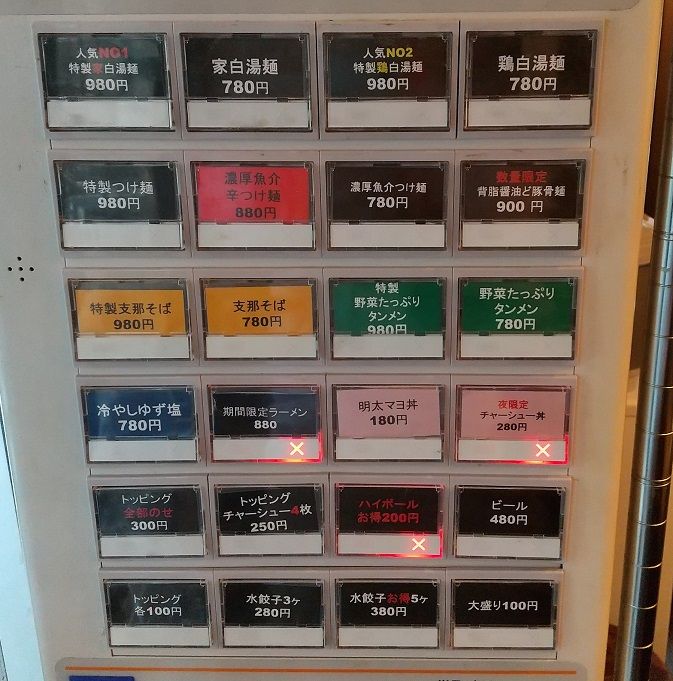 人気NO1
特製家白湯麺
980円
家白湯麺
780円
人気NO2
特製鶏白湯麺
980円
鶏白湯麺
780円
特製つけ麺
980円
濃厚魚介
辛つけ麺
880円
濃厚魚介つけ麺
780円
数量限定
背脂醤油ど豚骨麺
900円
特製支那そば
980円
支那そば
780円
特製
野菜たっぷり
タンメン
980円
野菜たっぷり
タンメン
780円
冷やしゆず塩
780円
期間限定ラーメン
880
×
明太マヨ丼
180円
夜限定
チャーシュー丼
280円
×
トッピング
全部のせ
300円
トッピング
チャーシュー4枚
250円
ハイボール
お得200円
×
ビール
480円
トッピング
各100円
水餃子3ヶ
280円
水餃子お得5ヶ
380円
大盛り100円